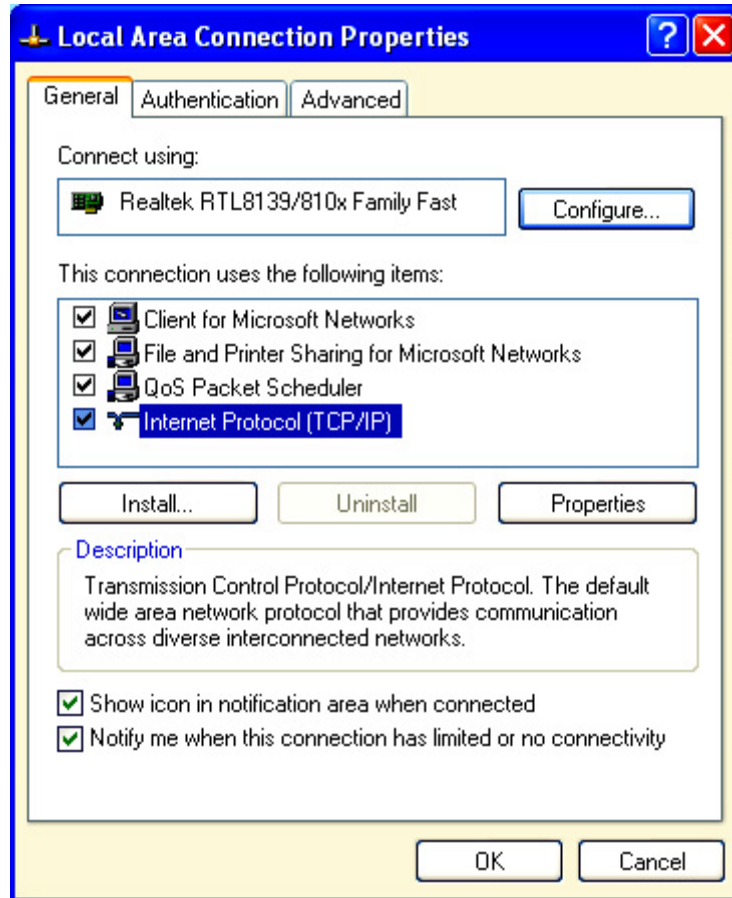 Local Area Connection Properties
General Authentication Advanced
Connect using:
Realtek RTL8139/810x Family Fast Configure...
This connection uses the following items:
Client for Microsoft Networks
File and Printer Sharing for Microsoft Networks
QoS Packet Scheduler
Internet Protocol (TCP/IP)
Install... Uninstall Properties
Description
Transmission Control Protocol/Internet Protocol. The default
wide area network protocol that provides communication
across diverse interconnected networks.
Show icon in notification area when connected
Notify me when this connection has limited or no connectivity
OK Cancel